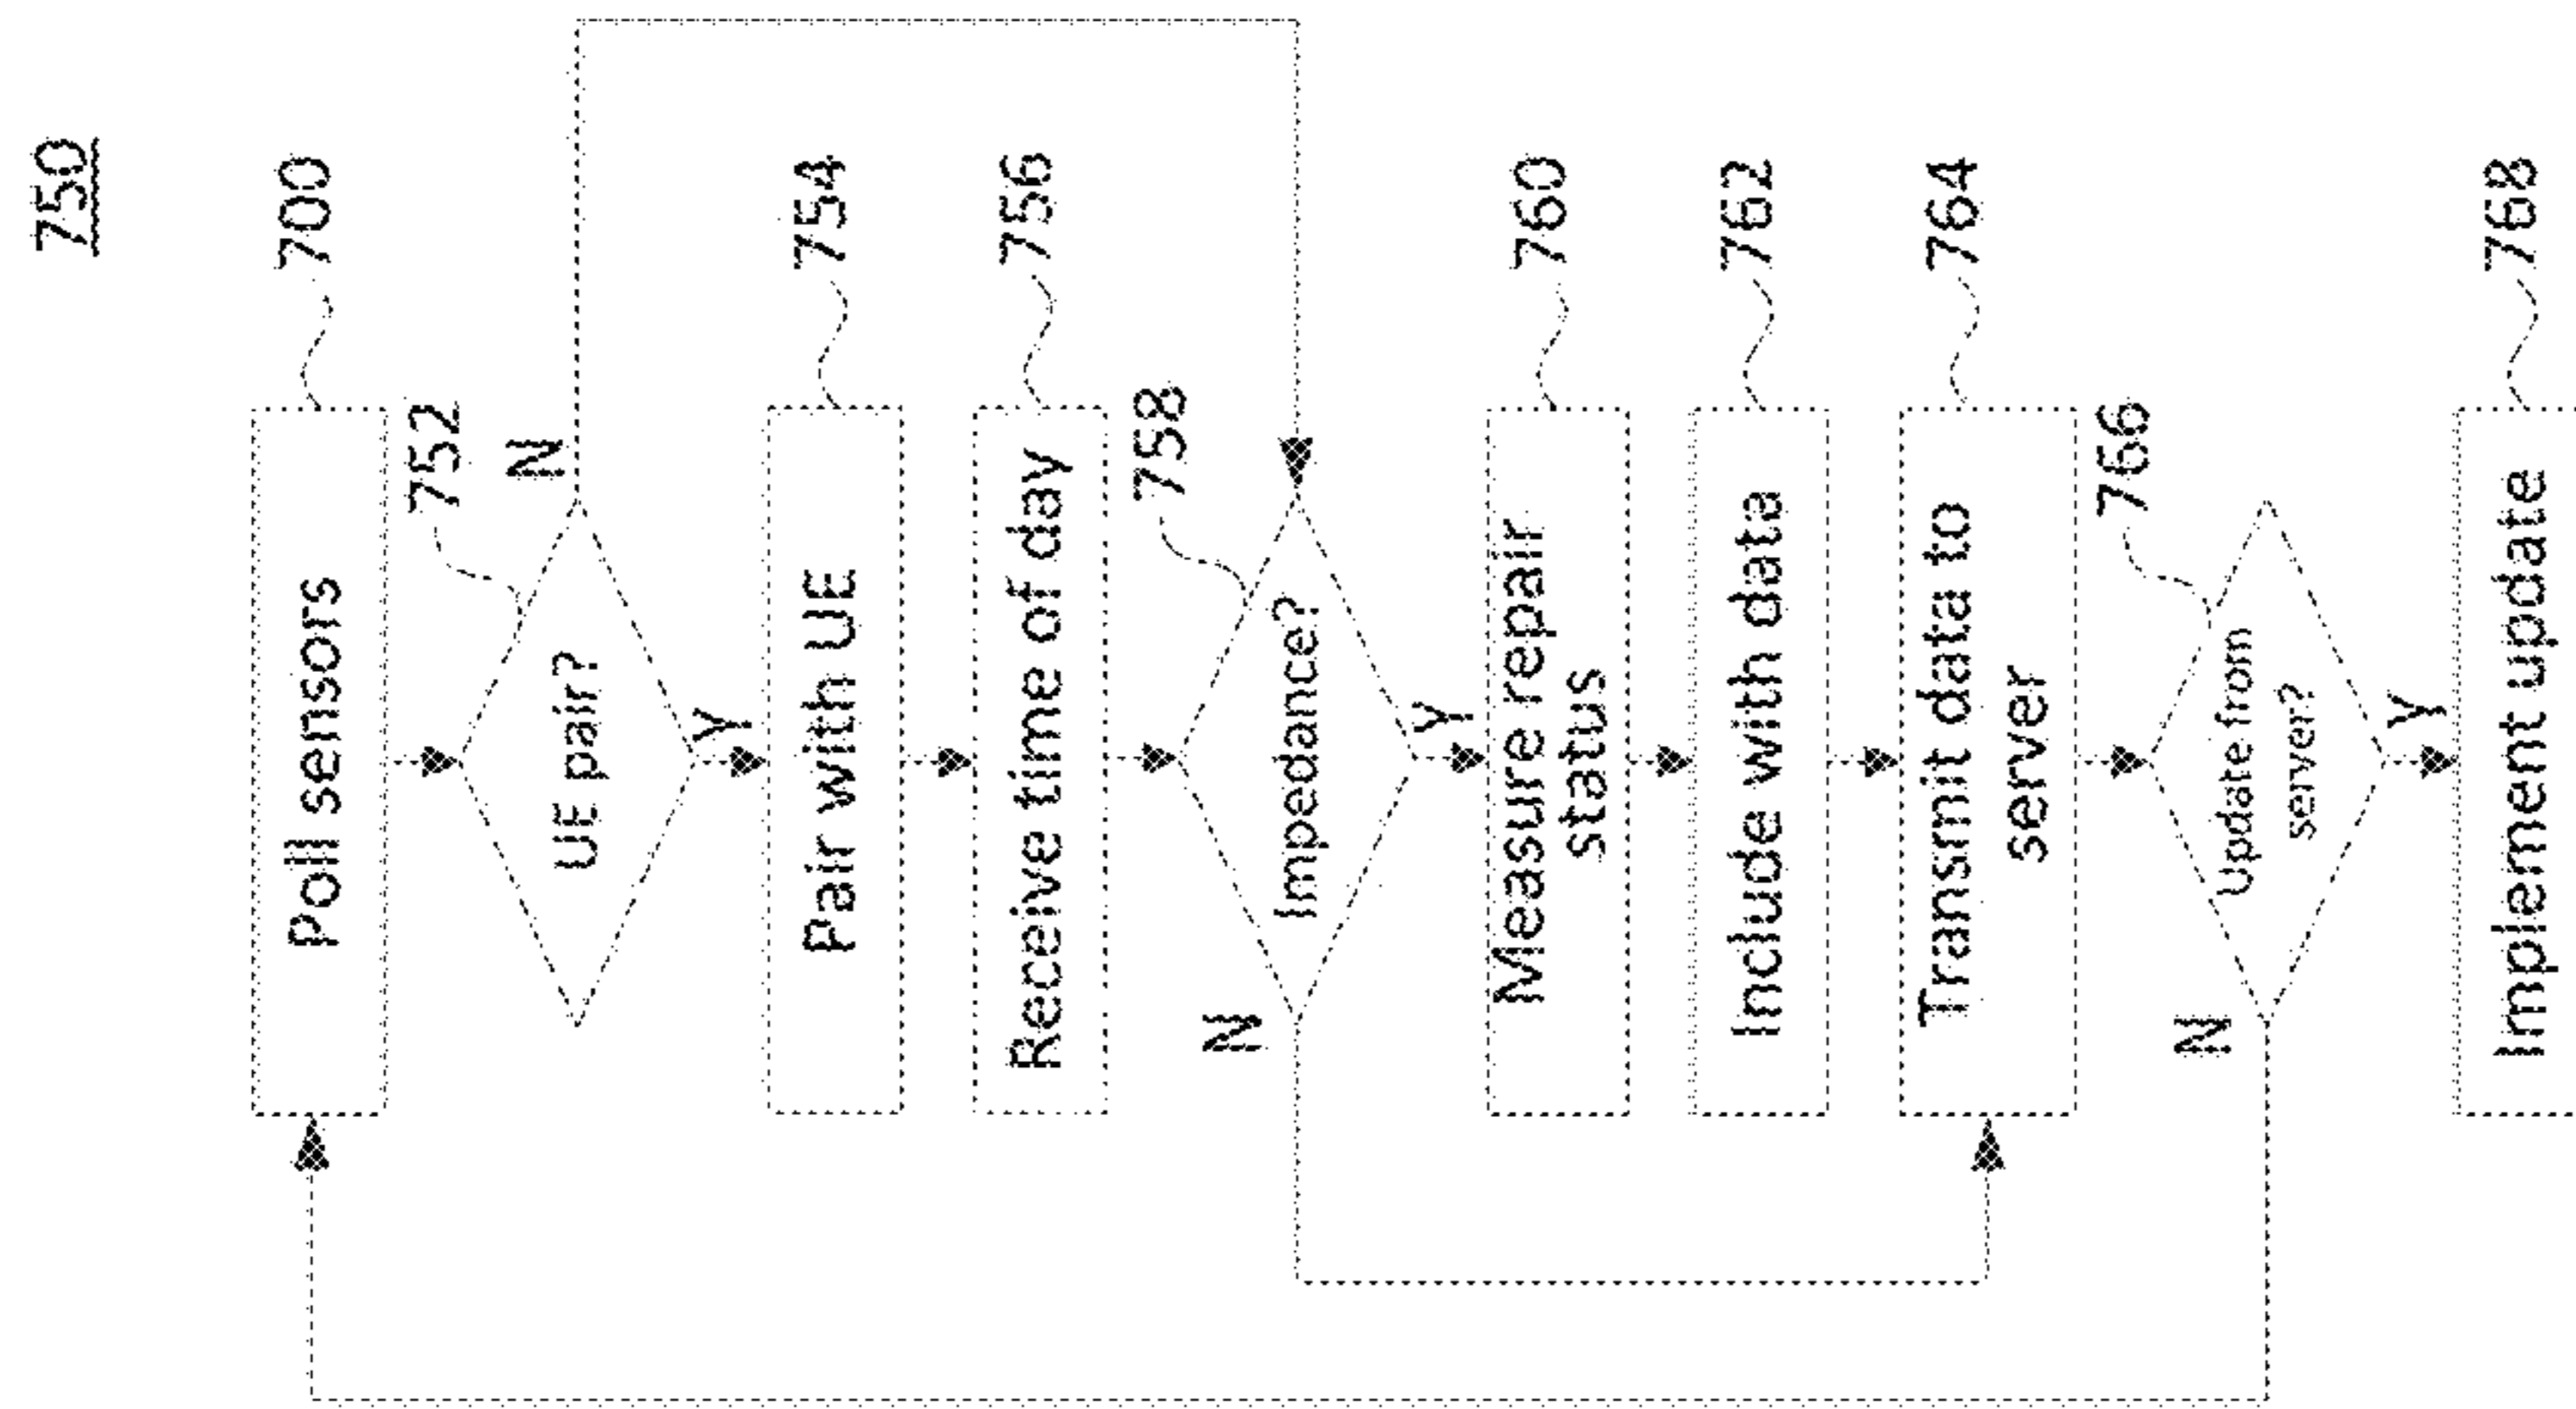 750
Poll sensors
700
752
UE pair?
N
Y
Pair with UE
754
Receive time of day
756
758
Impedance?
N
Y
Measure repair
status
760
Include with data
762
Transmit data to
server
764
766
Update from
server?
N
Y
Implement update
768